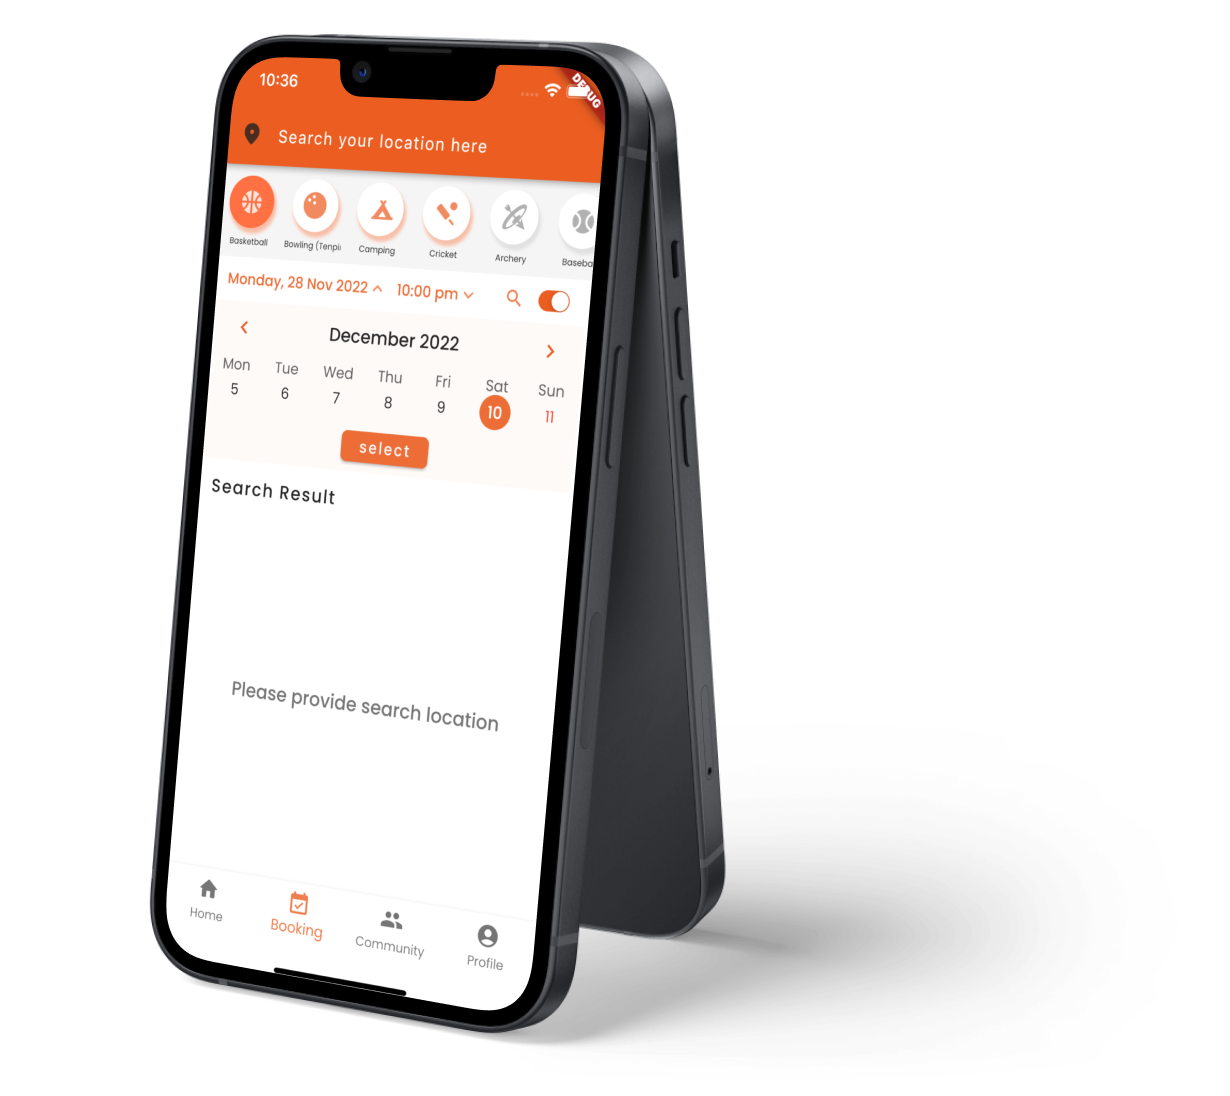 10:36
DEBUG
Search your location here
Basketball
Bowling (Tenpi
Camping
Cricket
Archery
Baseba
Monday, 28 Nov 2022 10:00 pm
December 2022
Mon Tue Wed Thu Fri Sat Sun
5 6 7 8 9 10 11
select
Search Result
Please provide search location
Home Booking Community Profile